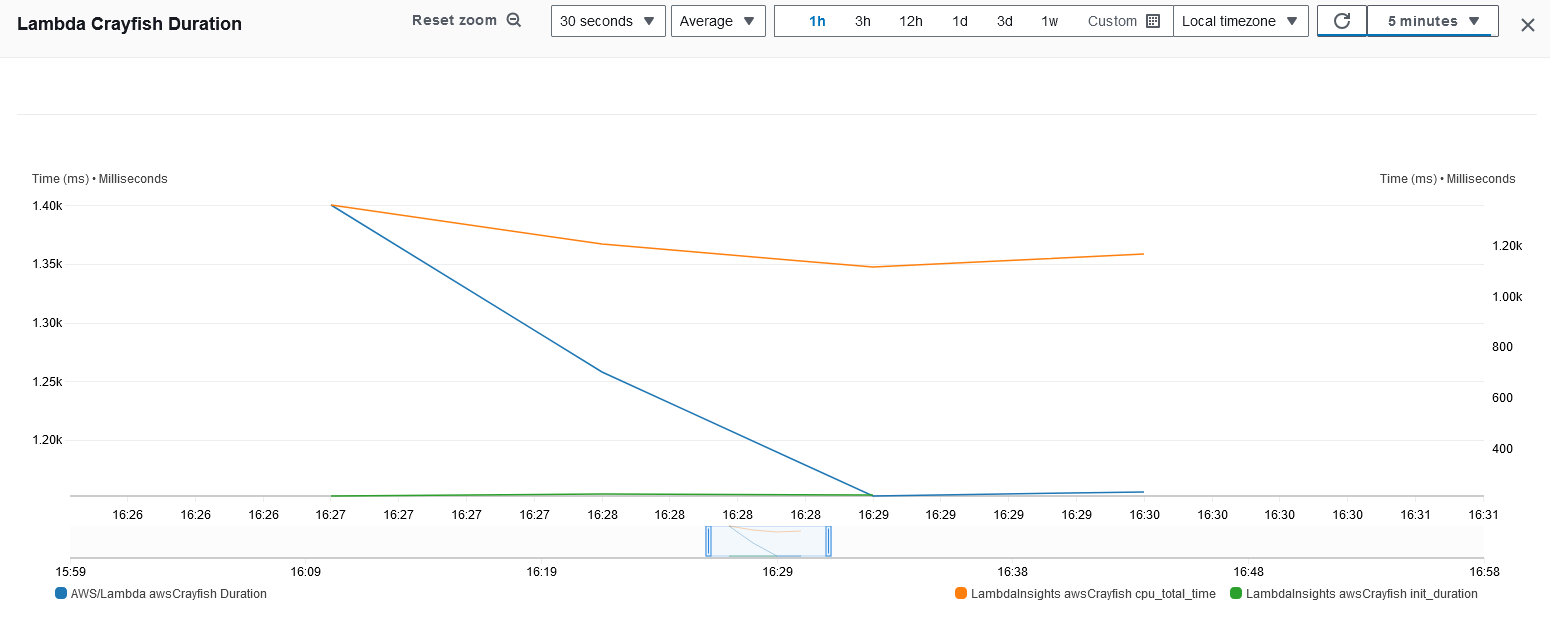 Lambda Crayfish Duration
Reset zoom
30 seconds
Average
1h 3h 12h 1d 3d 1w Custom
Local timezone
5 minutes
Time (ms) • Milliseconds
Time (ms) • Milliseconds
1.40k
1.35k
1.30k
1.25k
1.20k
1.20k
1.00k
800
600
400
16:26 16:26 16:26 16:27 16:27 16:27 16:27 16:28 16:28 16:28 16:28 16:29 16:29 16:29 16:29 16:30 16:30 16:30 16:30 16:31 16:31
15:59 16:09 16:19 16:29 16:38 16:48 16:58
AWS/Lambda awsCrayfish Duration
LambdaInsights awsCrayfish cpu_total_time
LambdaInsights awsCrayfish init_duration